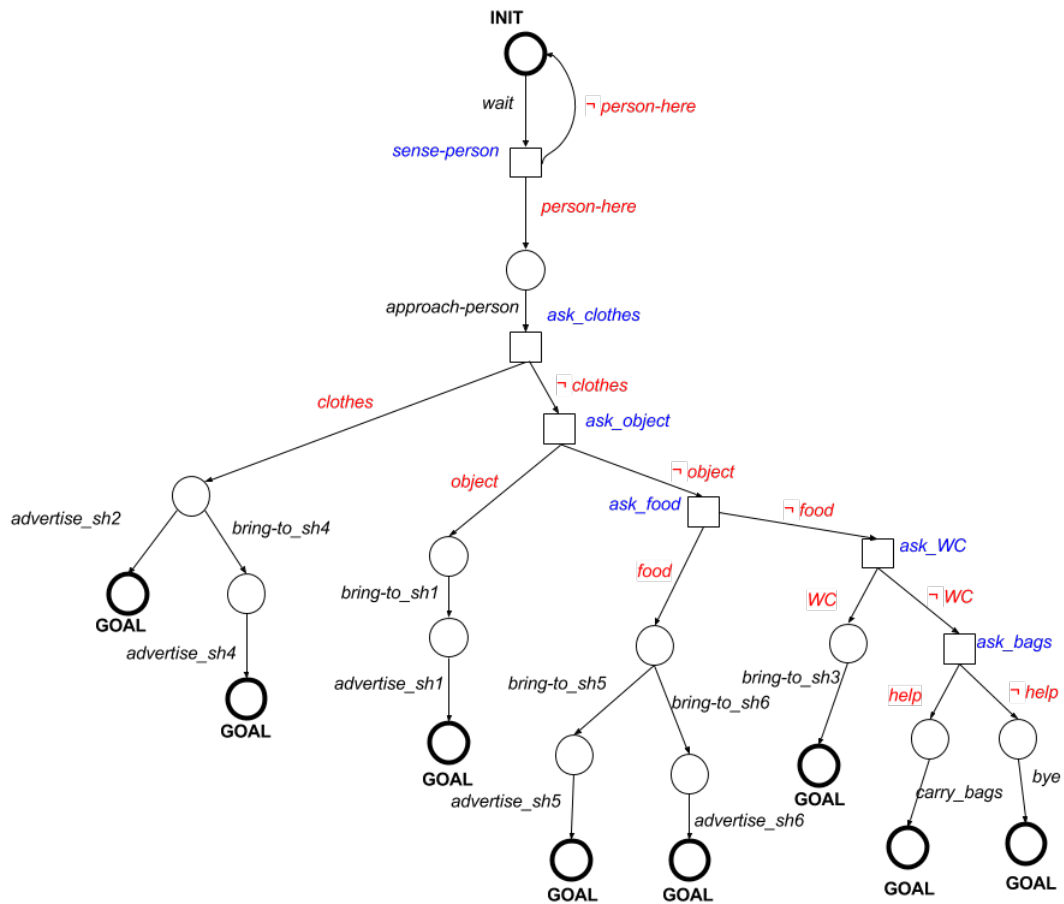 INIT
wait
¬ person-here
sense-person
person-here
approach-person
ask_clothes
clothes
¬ clothes
ask_object
object
¬ object
ask_food
¬ food
ask_WC
advertise_sh2
bring-to_sh4
bring-to_sh1
food
WC
¬ WC
GOAL
ask_bags
advertise_sh4
advertise_sh1
bring-to_sh5
bring-to_sh6
bring-to_sh3
help
¬ help
GOAL
GOAL
GOAL
advertise_sh5
advertise_sh6
carry_bags
bye
GOAL
GOAL
GOAL
GOAL